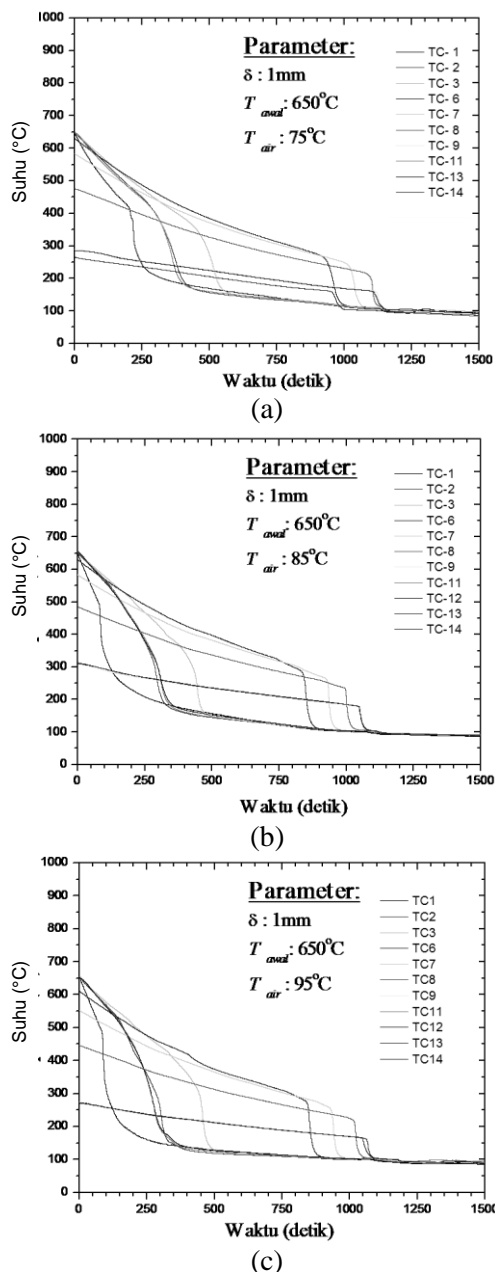 1000
900
800
700
600
500
400
300
200
100
0
Suhu (°C)
Parameter:
δ : 1mm
T awal : 650°C
T air : 75°C
TC- 1
TC- 2
TC- 3
TC- 6
TC- 7
TC- 8
TC- 9
TC-11
TC-13
TC-14
0 250 500 750 1000 1250 1500
Waktu (detik)
(a)
1000
900
800
700
600
500
400
300
200
100
0
Suhu (°C)
Parameter:
δ : 1mm
T awal : 650°C
T air : 85°C
TC-1
TC-2
TC-3
TC-6
TC-7
TC-8
TC-9
TC-11
TC-12
TC-13
TC-14
0 250 500 750 1000 1250 1500
Waktu (detik)
(b)
1000
900
800
700
600
500
400
300
200
100
0
Suhu (°C)
Parameter:
δ : 1mm
T awal : 650°C
T air : 95°C
TC1
TC2
TC3
TC6
TC7
TC8
TC9
TC11
TC12
TC13
TC14
0 250 500 750 1000 1250 1500
Waktu (detik)
(c)